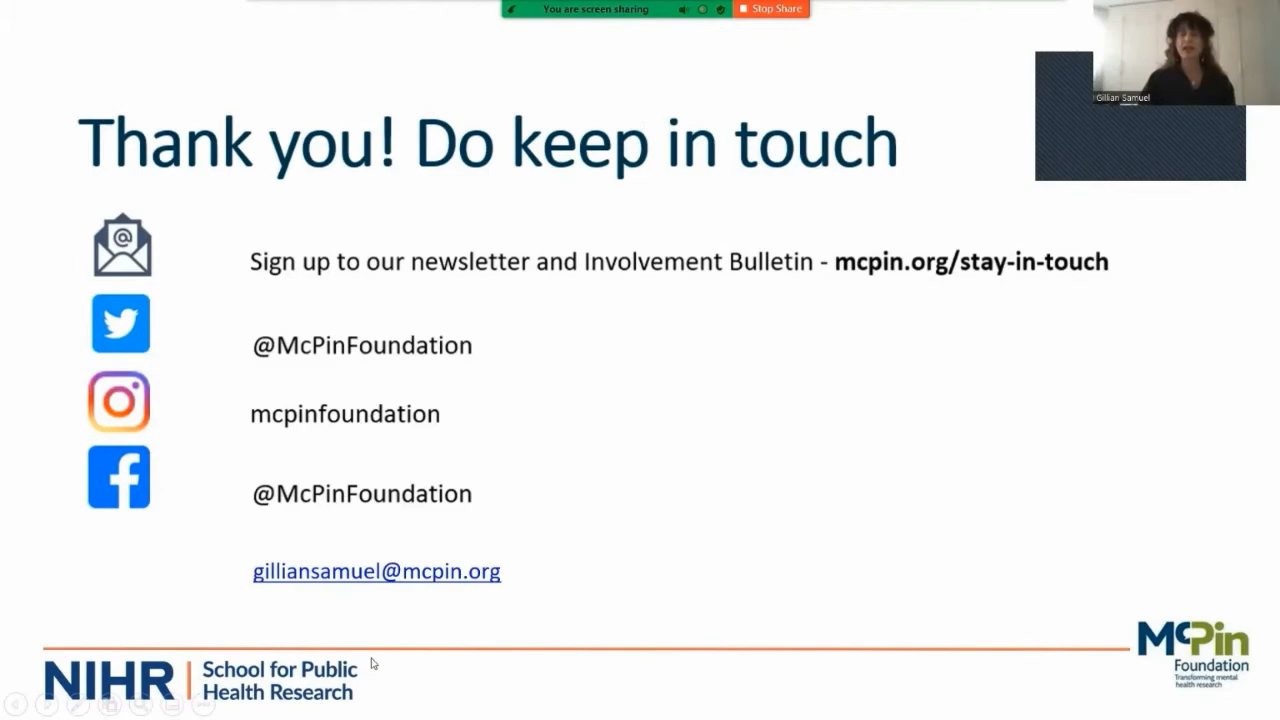 You are screen sharing
Stop Share
Gillian Samuel
Thank you! Do keep in touch
@
Sign up to our newsletter and Involvement Bulletin - mcpin.org/stay-in-touch
@McPinFoundation
mcpinfoundation
@McPinFoundation
gilliansamuel@mcpin.org
NIHR School for Public
Health Research
McPin
Foundation
Transforming mental
health research